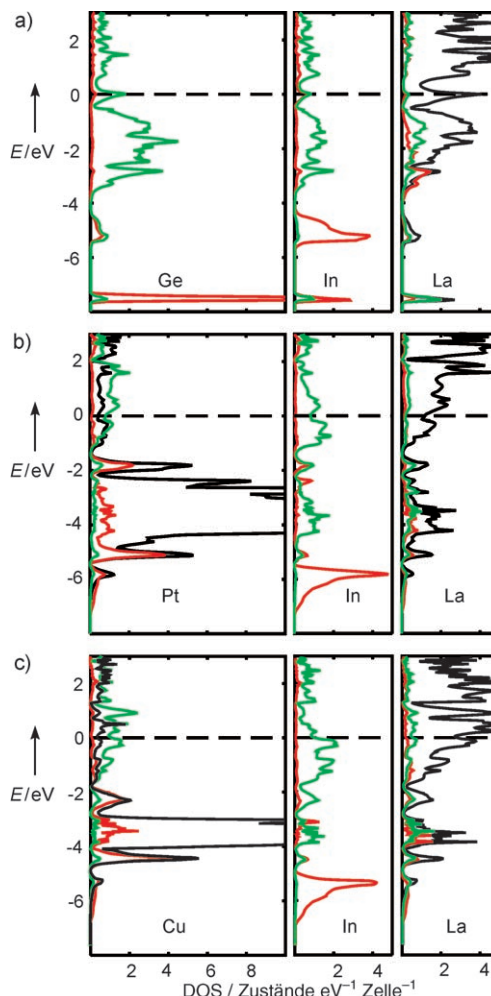 a)
2
0
-2
-4
-6
E/eV
Ge
In
La
b)
2
0
-2
-4
-6
E/eV
Pt
In
La
c)
2
0
-2
-4
-6
E/eV
Cu
In
La
2 4 6 8 0 2 4 0 2 4
DOS / Zustände eV⁻¹ Zelle⁻¹